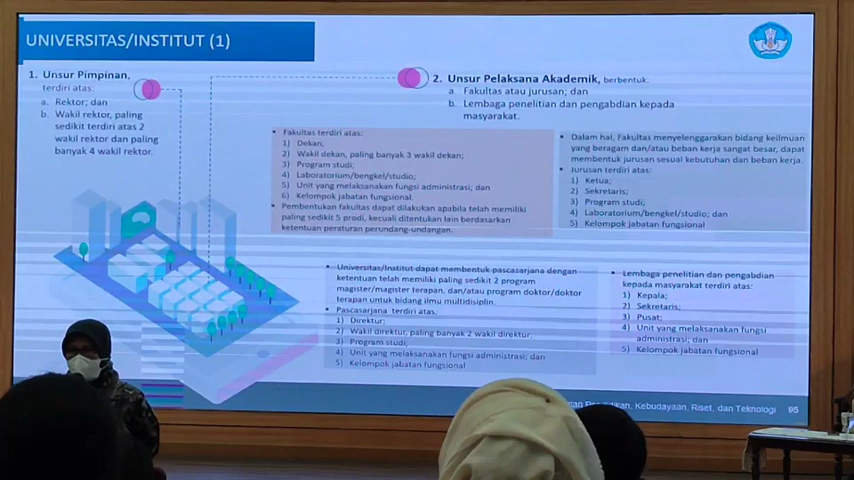 UNIVERSITAS/INSTITUT (1)
1. Unsur Pimpinan,
terdiri atas:
a. Rektor; dan
b. Wakil rektor, paling
sedikit terdiri atas 2
wakil rektor dan paling
banyak 4 wakil rektor.
2. Unsur Pelaksana Akademik, berbentuk:
a Fakultas atau jurusan; dan
b. Lembaga penelitian dan pengabdian kepada
masyarakat.
▪ Fakultas terdiri atas:
1) Dekan;
2) Wakil dekan, paling banyak 3 wakil dekan;
3) Program studi;
4) Laboratorium/bengkel/studio;
5) Unit yang melaksanakan fungsi administrasi; dan
6) Kelompok jabatan fungsional.
▪ Pembentukan fakultas dapat dilakukan apabila telah memiliki
paling sedikit 5 prodi, kecuali ditentukan lain berdasarkan
ketentuan peraturan perundang-undangan.
▪ Dalam hal, Fakultas menyelenggarakan bidang keilmuan
yang beragam dan/atau beban kerja sangat besar, dapat
membentuk jurusan sesuai kebutuhan dan beban kerja.
▪ Jurusan terdiri atas:
1) Ketua;
2) Sekretaris;
3) Program studi;
4) Laboratorium/bengkel/studio; dan
5) Kelompok jabatan fungsional
▪ Universitas/Institut dapat membentuk pascasarjana dengan
ketentuan telah memiliki paling sedikit 2 program
magister/magister terapan, dan/atau program doktor/doktor
terapan untuk bidang ilmu multidisiplin.
▪ Pascasarjana terdiri atas:
1) Direktur;
2) Wakil direktur, paling banyak 2 wakil direktur;
3) Program studi;
4) Unit yang melaksanakan fungsi administrasi; dan
5) Kelompok jabatan fungsional
▪ Lembaga penelitian dan pengabdian
kepada masyarakat terdiri atas:
1) Kepala;
2) Sekretaris;
3) Pusat;
4) Unit yang melaksanakan fungsi
administrasi; dan
5) Kelompok jabatan fungsional
Kebudayaan, Riset, dan Teknologi 95